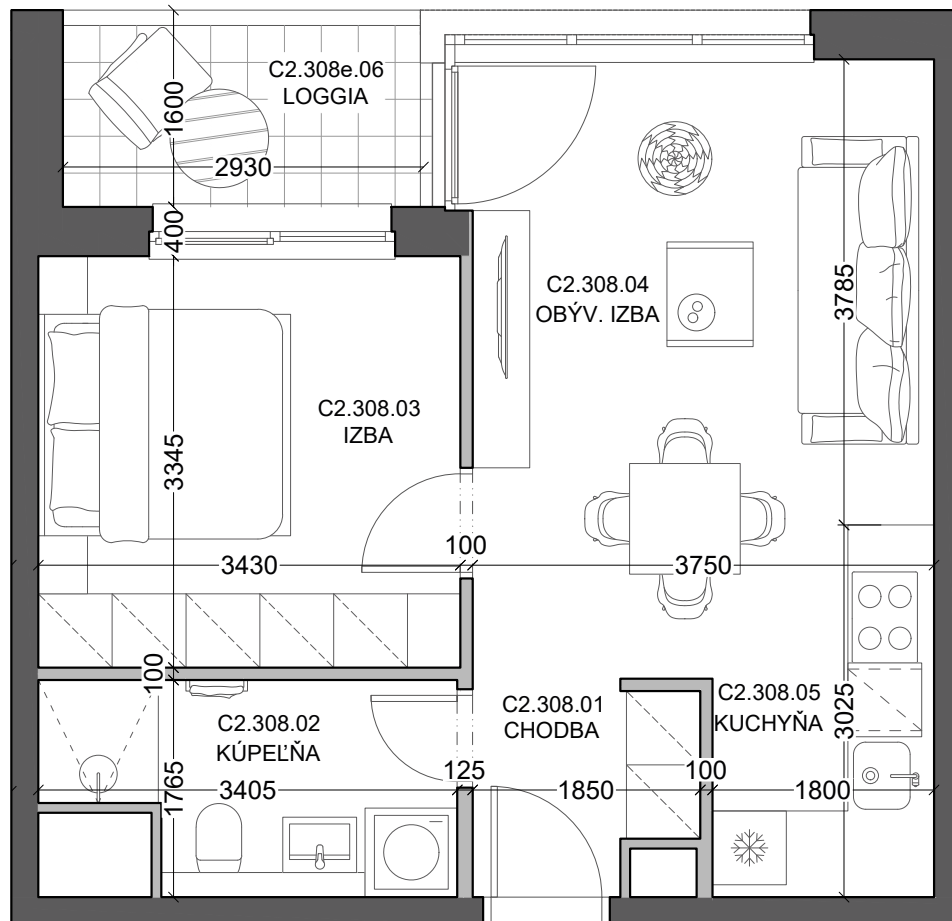 C2.308e.06
LOGGIA
1600
2930
400
C2.308.04
OBÝV. IZBA
3785
C2.308.03
IZBA
3345
100
3430
3750
100
C2.308.02
KÚPEĽŇA
C2.308.01
CHODBA
C2.308.05
KUCHYŇA
3025
1765
3405
125
1850
100
1800